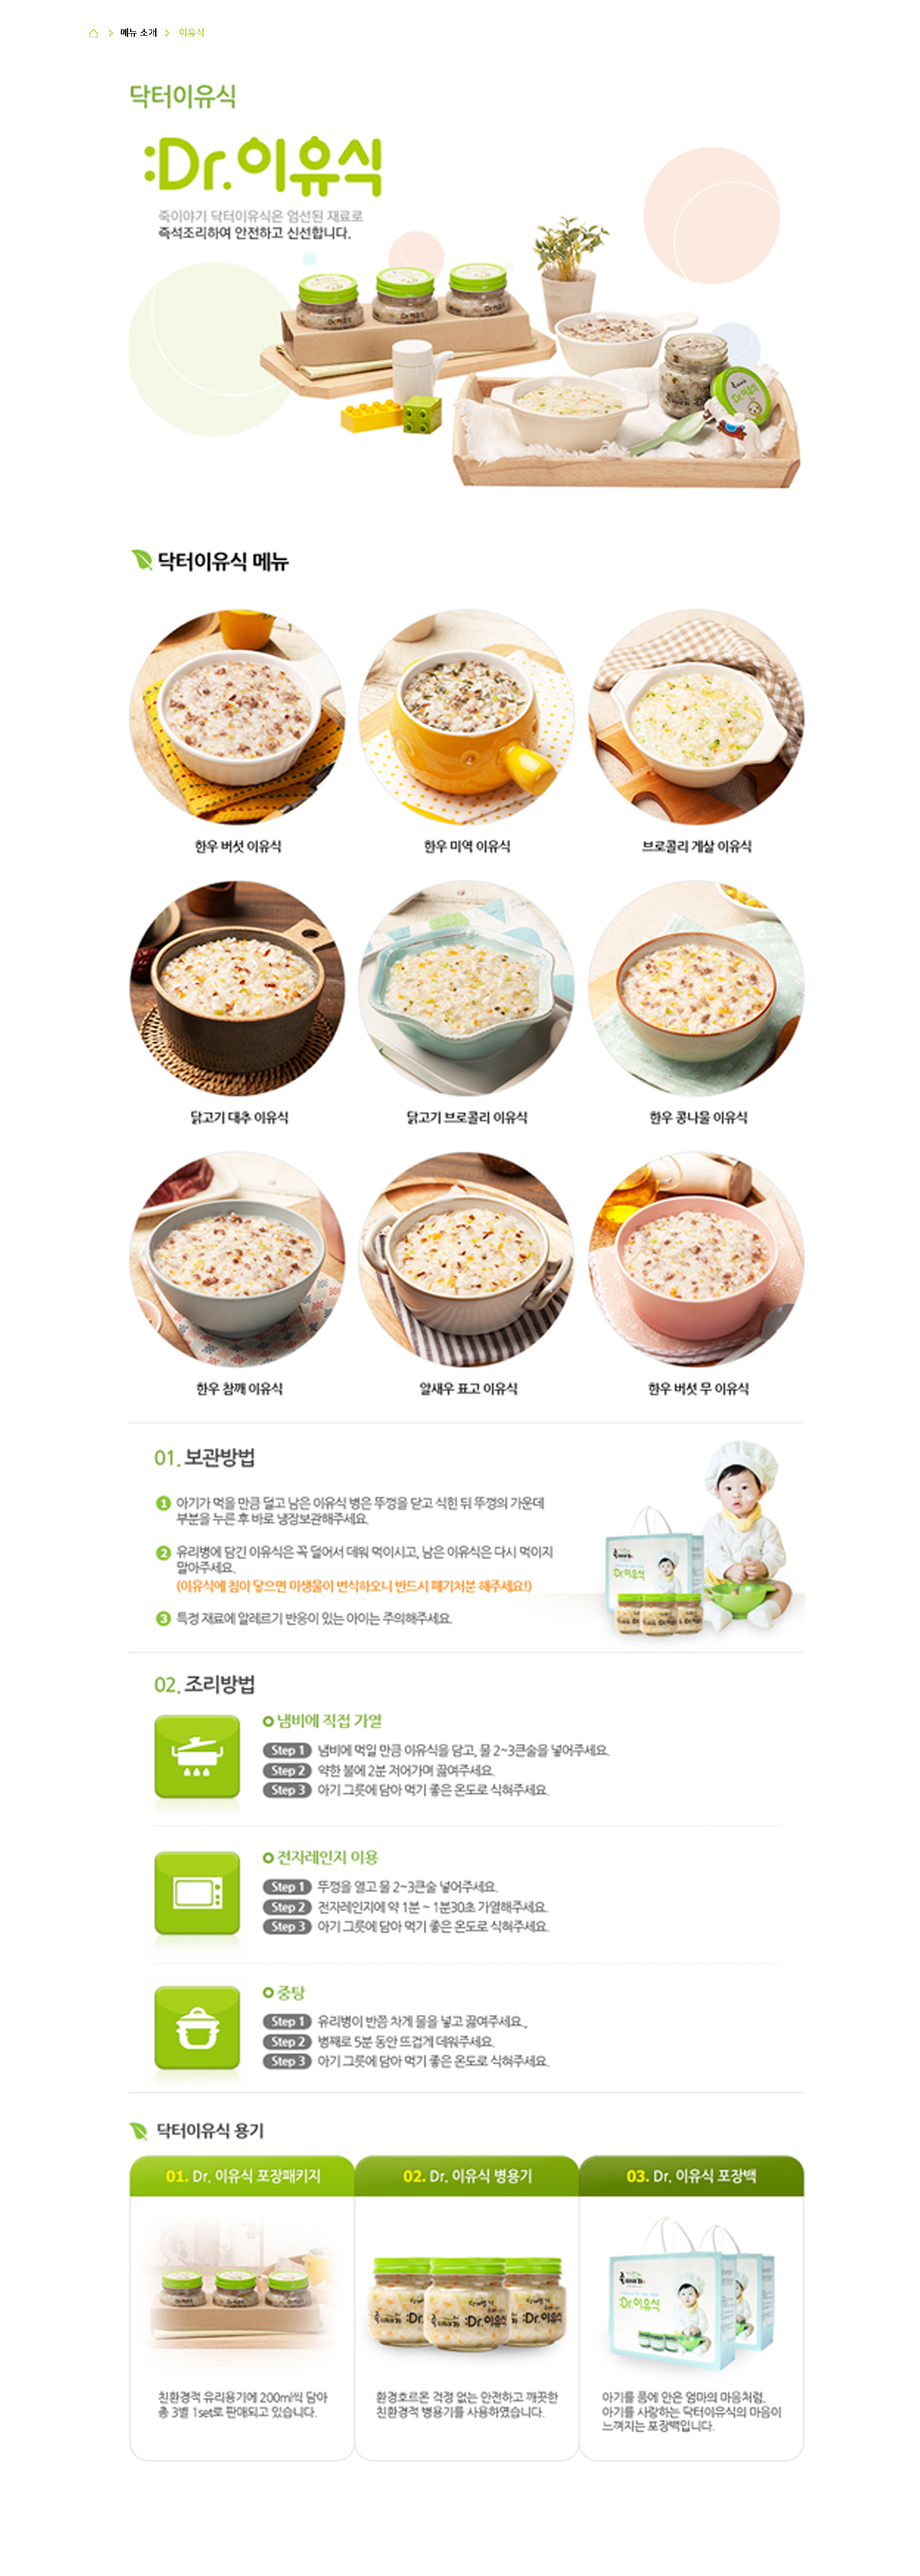 메뉴 소개 > 이유식
닥터이유식
:Dr.이유식
죽이야기 닥터이유식은 엄선된 재료로
즉석조리하여 안전하고 신선합니다.
닥터이유식 메뉴
한우 버섯 이유식
한우 미역 이유식
브로콜리 게살 이유식
닭고기 대추 이유식
닭고기 브로콜리 이유식
한우 콩나물 이유식
한우 참깨 이유식
알새우 표고 이유식
한우 버섯 무 이유식
01. 보관방법
1 아기가 먹을 만큼 덜고 남은 이유식 병은 뚜껑을 닫고 식힌 뒤 뚜껑의 가운데
부분을 누른 후 바로 냉장보관해주세요.
2 유리병에 담긴 이유식은 꼭 덜어서 데워 먹이시고, 남은 이유식은 다시 먹이지
말아주세요.
(이유식에 침이 닿으면 미생물이 번식하오니 반드시 폐기처분 해주세요!)
3 특정 재료에 알레르기 반응이 있는 아이는 주의해주세요.
02. 조리방법
냄비에 직접 가열
Step 1 냄비에 먹일 만큼 이유식을 담고, 물 2~3큰술을 넣어주세요.
Step 2 약한 불에 2분 저어가며 끓여주세요.
Step 3 아기 그릇에 담아 먹기 좋은 온도로 식혀주세요.
전자레인지 이용
Step 1 뚜껑을 열고 물 2~3큰술 넣어주세요.
Step 2 전자레인지에 약 1분 ~ 1분30초 가열해주세요.
Step 3 아기 그릇에 담아 먹기 좋은 온도로 식혀주세요.
중탕
Step 1 유리병이 반쯤 차게 물을 넣고 끓여주세요.,
Step 2 병째로 5분 동안 뜨겁게 데워주세요.
Step 3 아기 그릇에 담아 먹기 좋은 온도로 식혀주세요.
닥터이유식 용기
01. Dr. 이유식 포장패키지
02. Dr. 이유식 병용기
03. Dr. 이유식 포장백
친환경적 유리용기에 200ml씩 담아
총 3병 1set로 판매되고 있습니다.
환경호르몬 걱정 없는 안전하고 깨끗한
친환경적 병용기를 사용하였습니다.
아기를 품에 안은 엄마의 마음처럼,
아기를 사랑하는 닥터이유식의 마음이
느껴지는 포장백입니다.